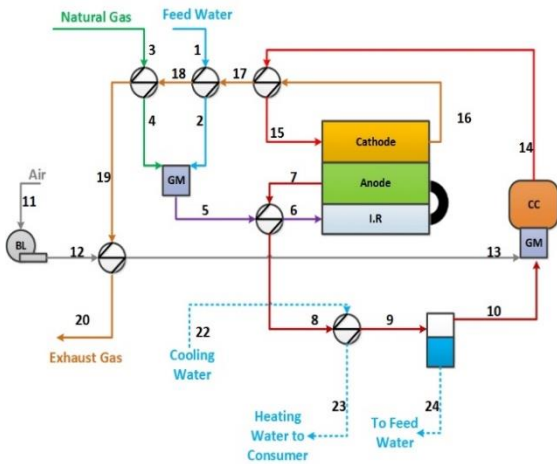 Natural Gas
Feed Water
3
1
18
17
4
2
15
16
14
Cathode
GM
7
Anode
19
Air
11
CC
5
6
I.R
GM
BL
12
13
20
22
10
8
9
Exhaust Gas
Cooling
Water
23
24
Heating
Water to
Consumer
To Feed
Water